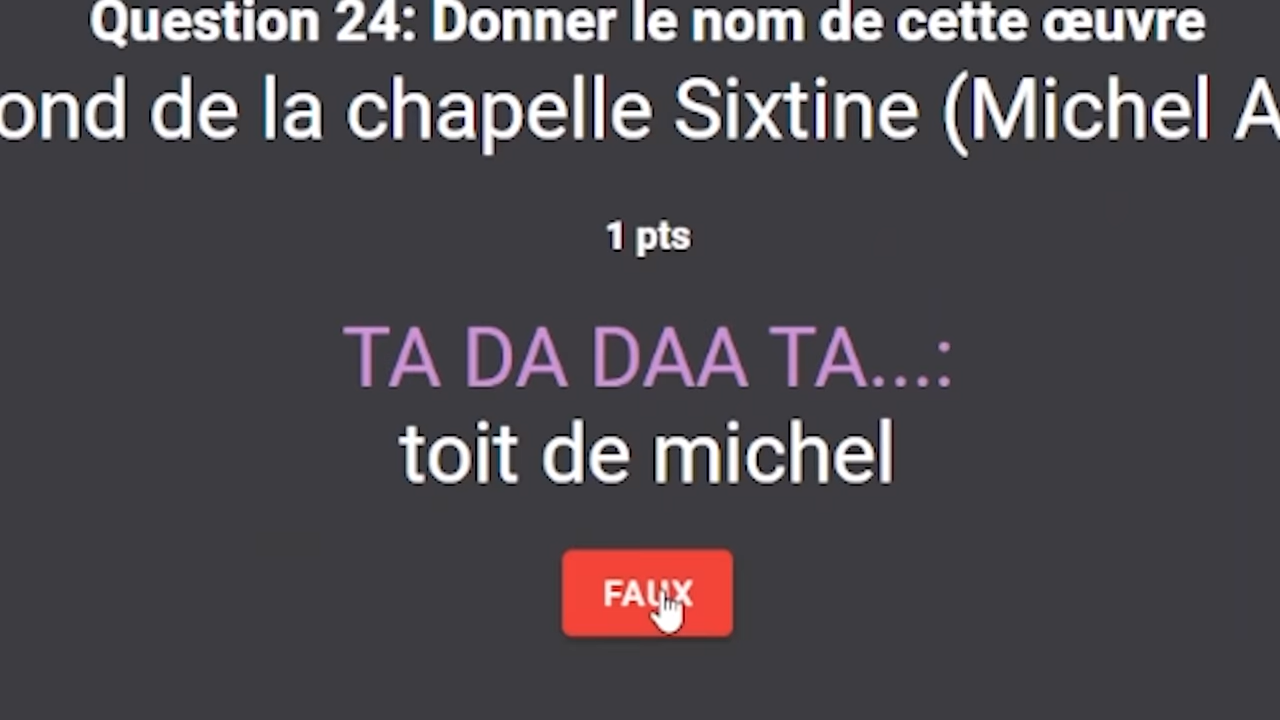 Question 24: Donner le nom de cette œuvre
ond de la chapelle Sixtine (Michel A
1 pts
TA DA DAA TA...:
toit de michel
FAUX